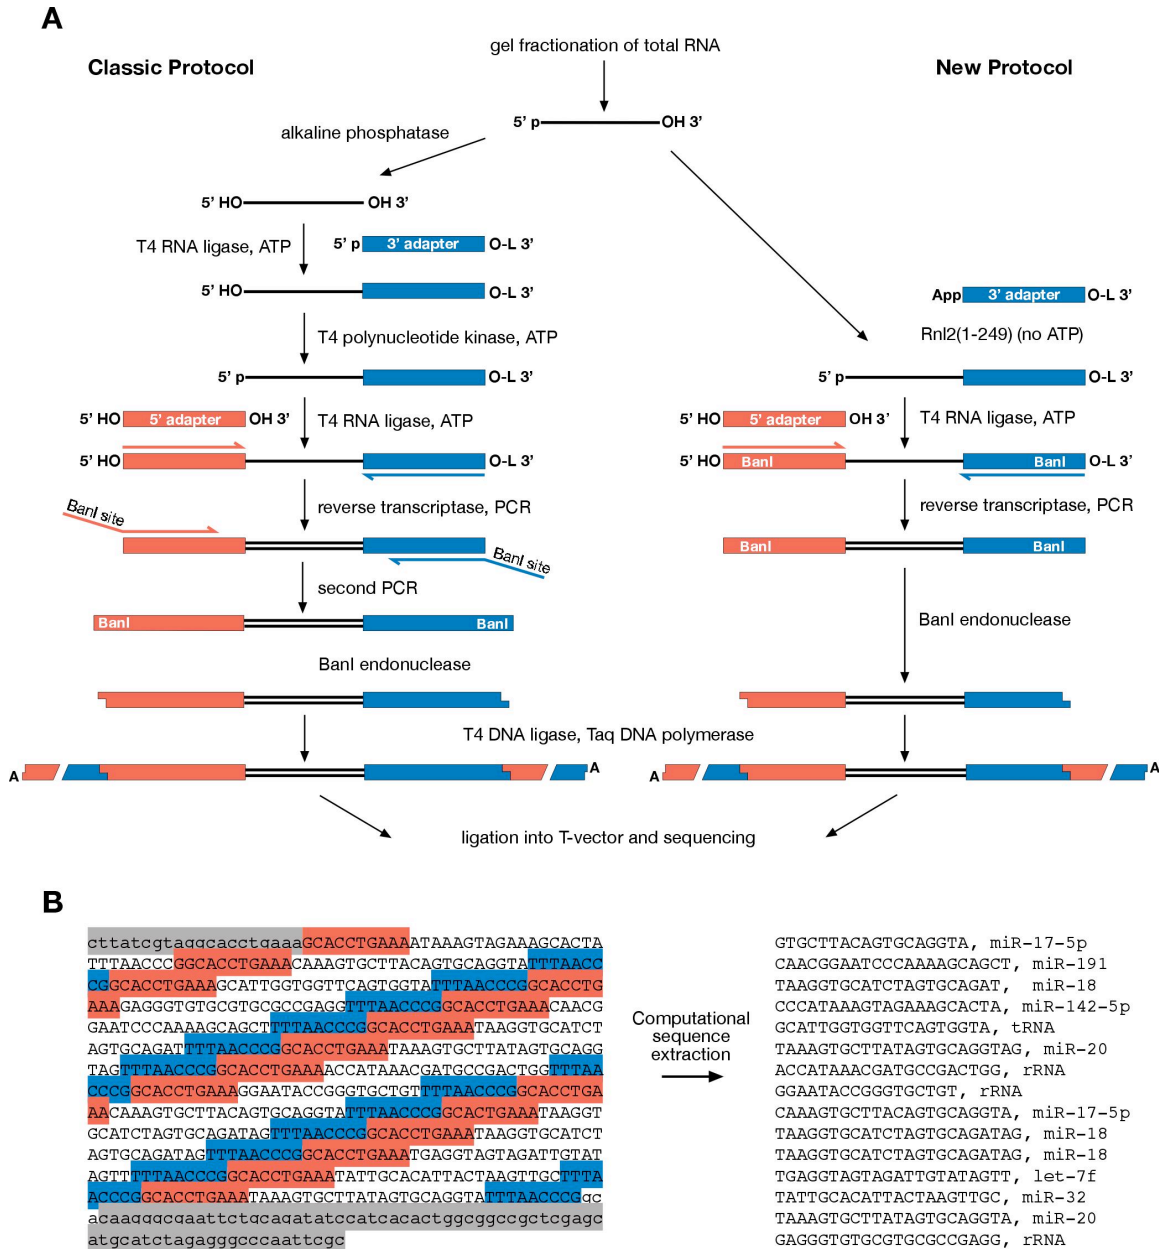 A
gel fractionation of total RNA
Classic Protocol
New Protocol
5’ p OH 3’
alkaline phosphatase
5’ HO OH 3’
T4 RNA ligase, ATP
5’ p 3’ adapter O-L 3’
5’ HO O-L 3’
App 3’ adapter O-L 3’
T4 polynucleotide kinase, ATP
Rnl2(1-249) (no ATP)
5’ p O-L 3’
5’ p O-L 3’
5’ HO 5’ adapter OH 3’
T4 RNA ligase, ATP
5’ HO 5’ adapter OH 3’
T4 RNA ligase, ATP
5’ HO O-L 3’
5’ HO BanI BanI O-L 3’
reverse transcriptase, PCR
reverse transcriptase, PCR
BanI site
BanI site
BanI BanI
second PCR
BanI BanI
BanI endonuclease
BanI endonuclease
T4 DNA ligase, Taq DNA polymerase
A A
A A
ligation into T-vector and sequencing
B
cttatcgtaggcacctgaaaGCACCTGAAAATAAAGTAGAAAGCACTA
TTTAACCCGGCACCTGAAACAAAGTGCTTACAGTGCAGGTATTTAACC
CGGCACCTGAAAGCATTGGTGGTTCAGTGGTATTTAACCCGGCACCTG
AAAGAGGGTGTGCGTGCGCCGAGGTTTAACCCGGCACCTGAAACAACG
GAATCCCAAAAGCAGCTTTTAACCCGGCACCTGAAATAAGGTGCATCT
AGTGCAGATTTTAACCCGGCACCTGAAATAAAGTGCTTATAGTGCAGG
TAGTTTAACCCGGCACCTGAAAACCATAAACGATGCCGACTGGTTTAA
CCCGGCACCTGAAAGGAATACCGGGTGCTGTTTTAACCCGGCACCTGA
AACAAAGTGCTTACAGTGCAGGTATTTAACCCGGCACTGAAATAAGGT
GCATCTAGTGCAGATAGTTTAACCCGGCACCTGAAATAAGGTGCATCT
AGTGCAGATAGTTTAACCCGGCACCTGAAATGAGGTAGTAGATTGTAT
AGTTTTTAACCCGGCACCTGAAATATTGCACATTACTAAGTTGCTTTA
ACCCGGCACCTGAAATAAAGTGCTTATAGTGCAGGTATTTAACCCGgc
acaagggcgaattctgcagatatccatcacactggcggccgctcgagc
atgcatctagagggcccaattcgc
Computational
sequence
extraction
GTGCTTACAGTGCAGGTA, miR-17-5p
CAACGGAATCCCAAAAGCAGCT, miR-191
TAAGGTGCATCTAGTGCAGAT, miR-18
CCCATAAAGTAGAAAGCACTA, miR-142-5p
GCATTGGTGGTTCAGTGGTA, tRNA
TAAAGTGCTTATAGTGCAGGTAG, miR-20
ACCATAAACGATGCCGACTGG, rRNA
GGAATACCGGGTGCTGT, rRNA
CAAAGTGCTTACAGTGCAGGTA, miR-17-5p
TAAGGTGCATCTAGTGCAGATAG, miR-18
TAAGGTGCATCTAGTGCAGATAG, miR-18
TGAGGTAGTAGATTGTATAGTT, let-7f
TATTGCACATTACTAAGTTGC, miR-32
TAAAGTGCTTATAGTGCAGGTA, miR-20
GAGGGTGTGCGTGCGCCGAGG, rRNA